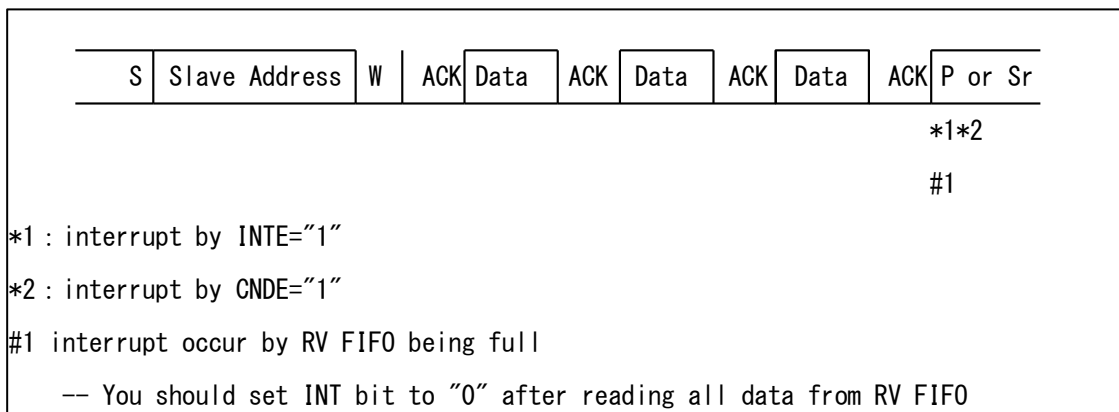 S Slave Address W ACK Data ACK Data ACK Data ACK P or Sr
*1*2
#1
*1：interrupt by INTE="1"
*2：interrupt by CNDE="1"
#1 interrupt occur by RV FIFO being full
-- You should set INT bit to "0" after reading all data from RV FIFO